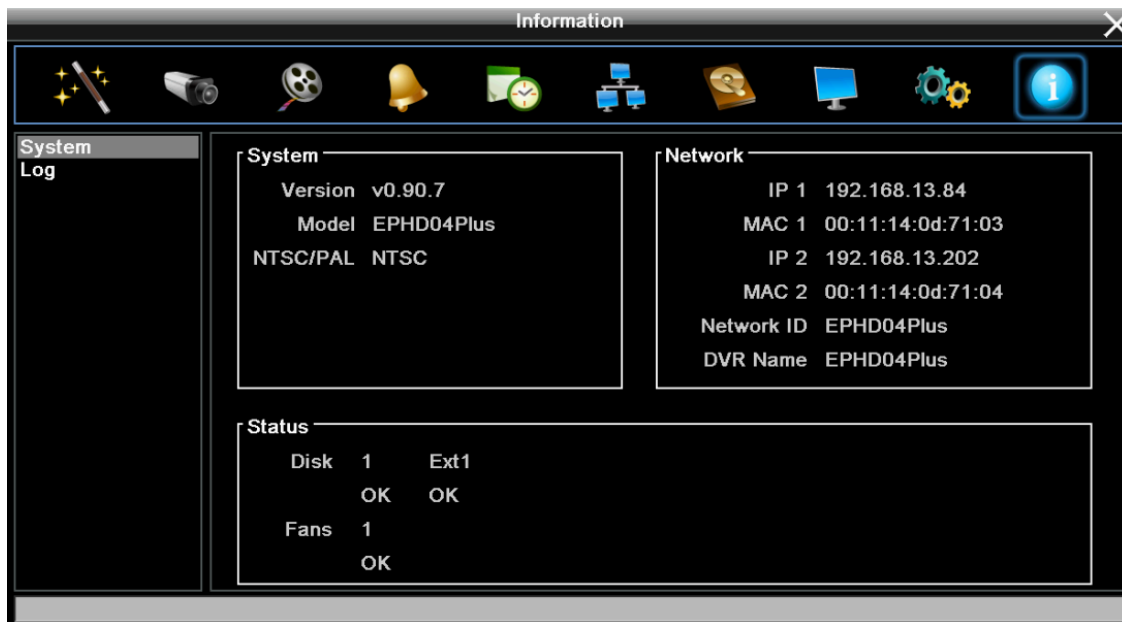 Information
System
Log
System
Version v0.90.7
Model EPHD04Plus
NTSC/PAL NTSC
Network
IP 1 192.168.13.84
MAC 1 00:11:14:0d:71:03
IP 2 192.168.13.202
MAC 2 00:11:14:0d:71:04
Network ID EPHD04Plus
DVR Name EPHD04Plus
Status
Disk 1 Ext1
OK OK
Fans 1
OK